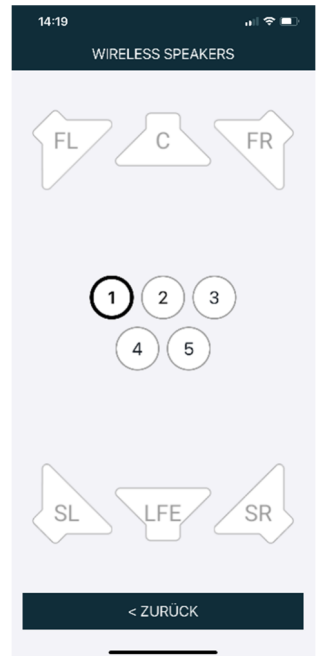 14:19
WIRELESS SPEAKERS
FL C FR
1 2 3
4 5
SL LFE SR
< ZURÜCK